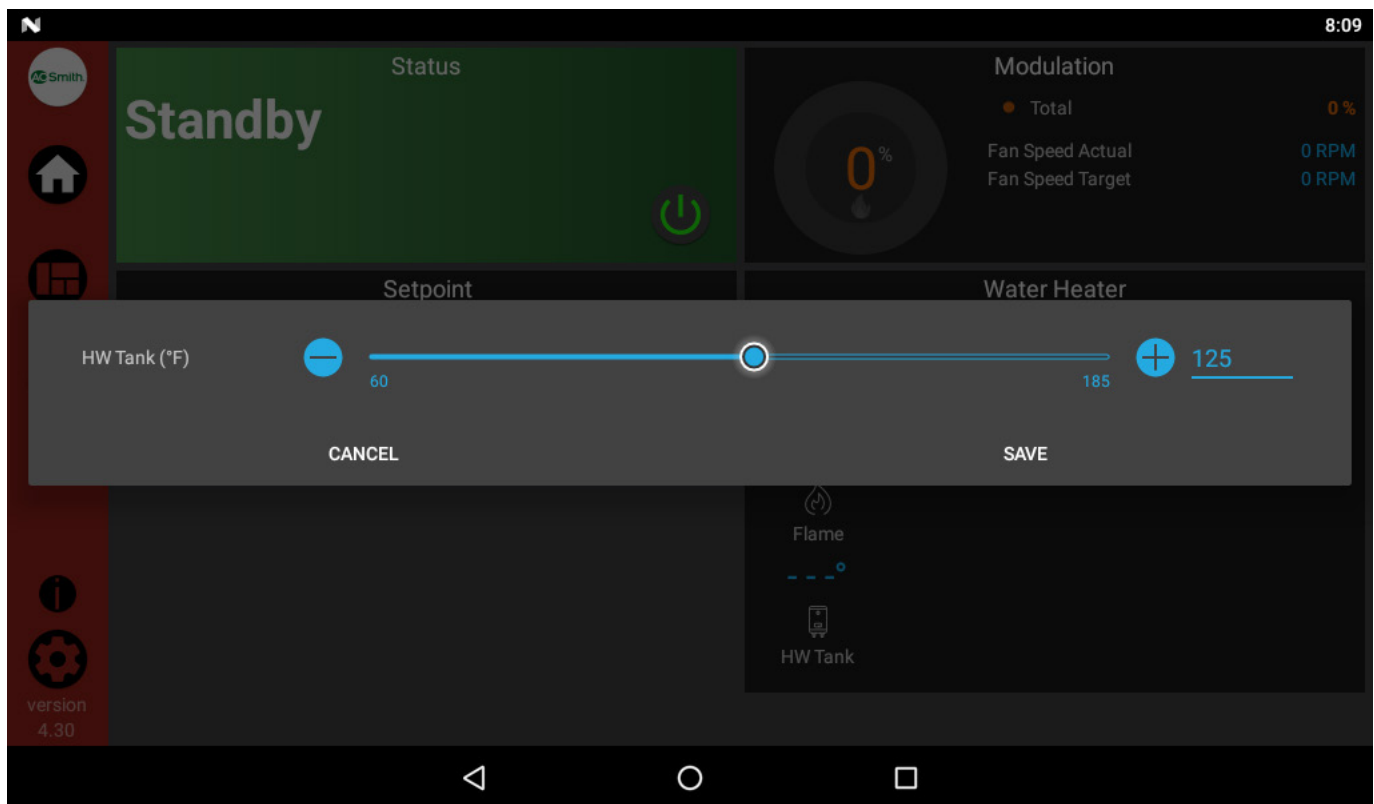 8:09
AO Smith.
Status
Standby
Modulation
Total 0 %
0 %
Fan Speed Actual 0 RPM
Fan Speed Target 0 RPM
Setpoint
Water Heater
HW Tank (°F)
60
185
125
CANCEL
SAVE
Flame
- - -°
HW Tank
version
4.30